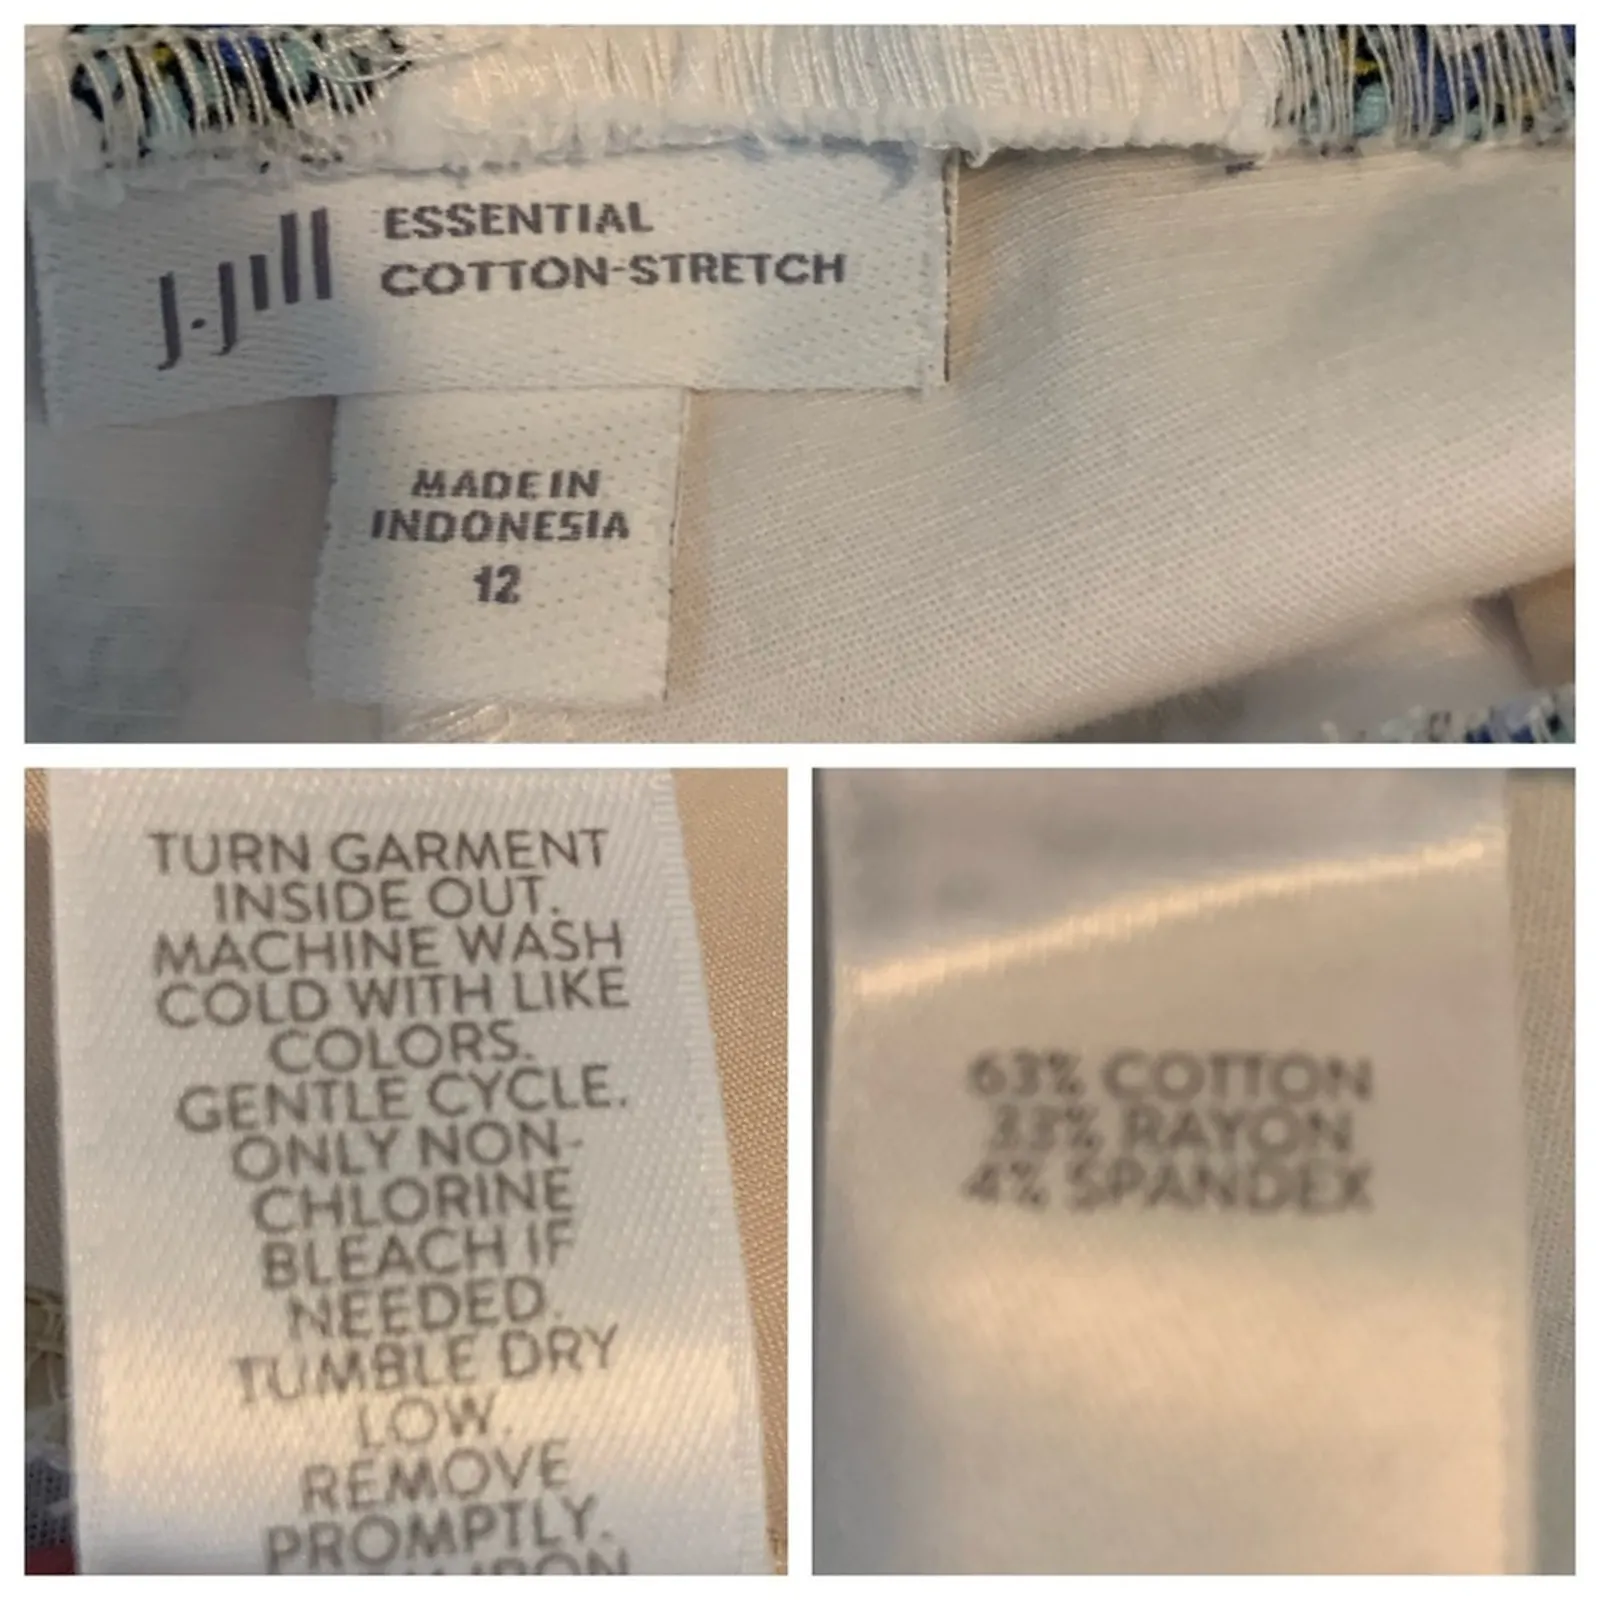 J.Jill
ESSENTIAL
COTTON-STRETCH
MADE IN
INDONESIA
12
TURN GARMENT
INSIDE OUT.
MACHINE WASH
COLD WITH LIKE
COLORS.
GENTLE CYCLE.
ONLY NON-
CHLORINE
BLEACH IF
NEEDED.
TUMBLE DRY
LOW.
REMOVE
PROMPTLY.
IRON
63% COTTON
33% RAYON
4% SPANDEX